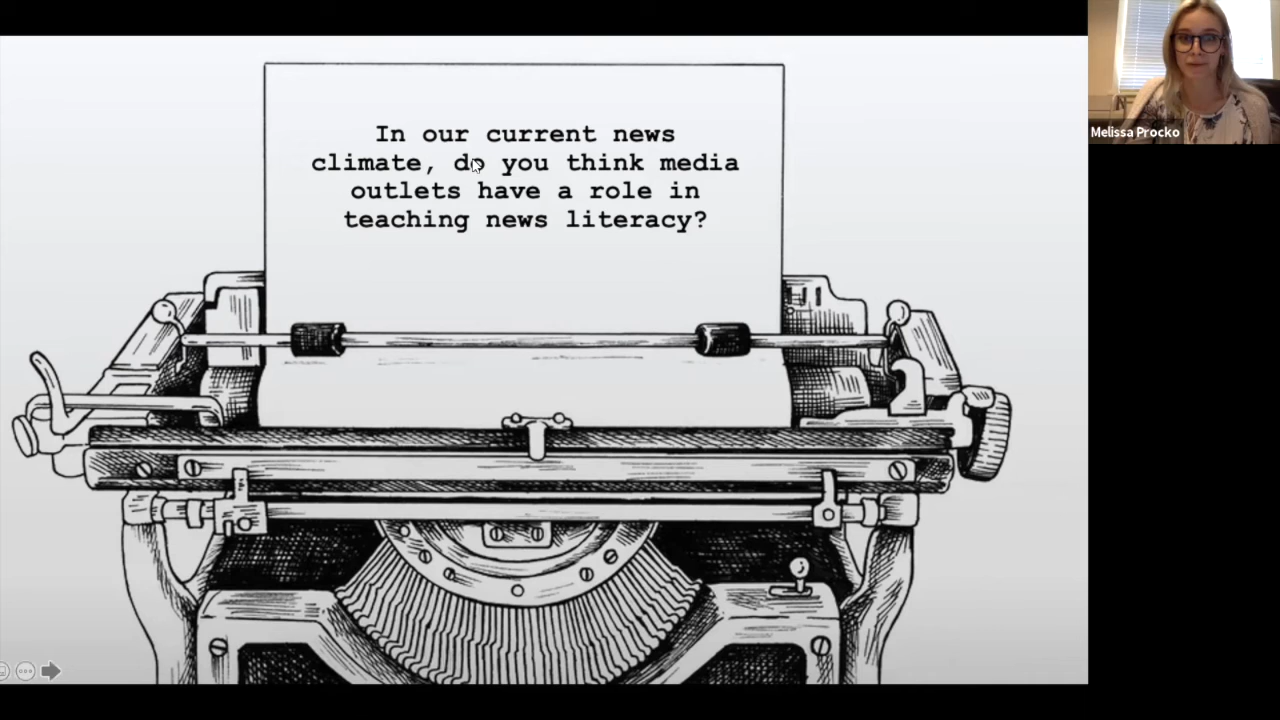 In our current news
climate, do you think media
outlets have a role in
teaching news literacy?
Melissa Procko